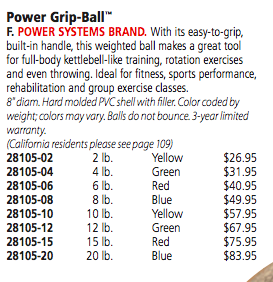 Power Grip-Ball™
F. POWER SYSTEMS BRAND. With its easy-to-grip,
built-in handle, this weighted ball makes a great tool
for full-body kettlebell-like training, rotation exercises
and even throwing. Ideal for fitness, sports performance,
rehabilitation and group exercise classes.
8" diam. Hard molded PVC shell with filler. Color coded by
weight; colors may vary. Balls do not bounce. 3-year limited
warranty.
(California residents please see page 109)
28105-02 2 lb. Yellow $26.95
28105-04 4 lb. Green $31.95
28105-06 6 lb. Red $40.95
28105-08 8 lb. Blue $49.95
28105-10 10 lb. Yellow $57.95
28105-12 12 lb. Green $67.95
28105-15 15 lb. Red $75.95
28105-20 20 lb. Blue $83.95